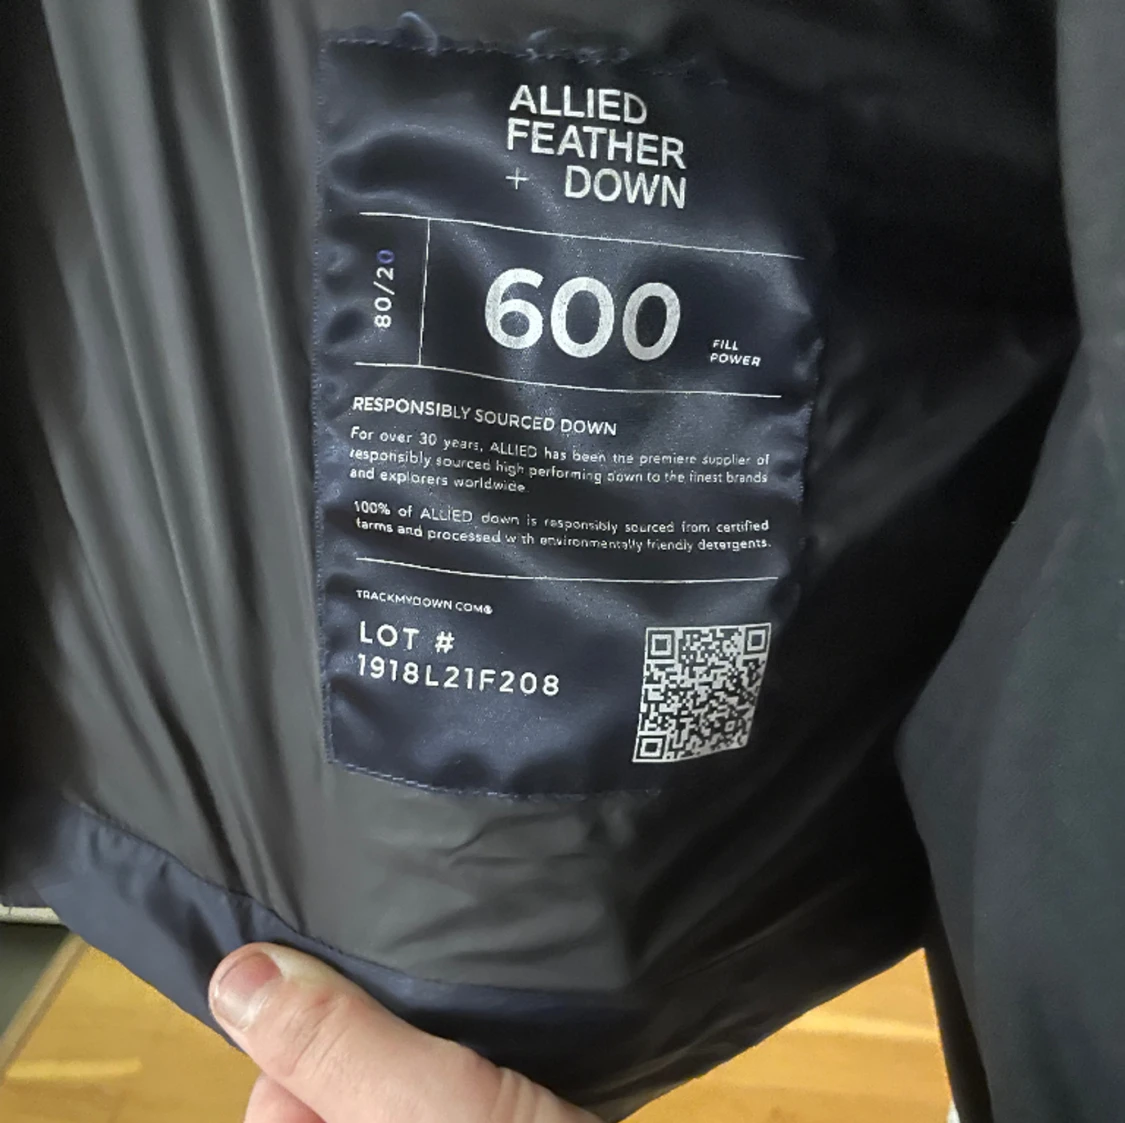 ALLIED
FEATHER
+ DOWN
80/20
600
FILL
POWER
RESPONSIBLY SOURCED DOWN
For over 30 years, ALLIED has been the premiere supplier of
responsibly sourced high performing down to the finest brands
and explorers worldwide.
100% of ALLIED down is responsibly sourced from certified
farms and processed with environmentally friendly detergents.
TRACKMYDOWN.COM®
LOT #
1918L21F208